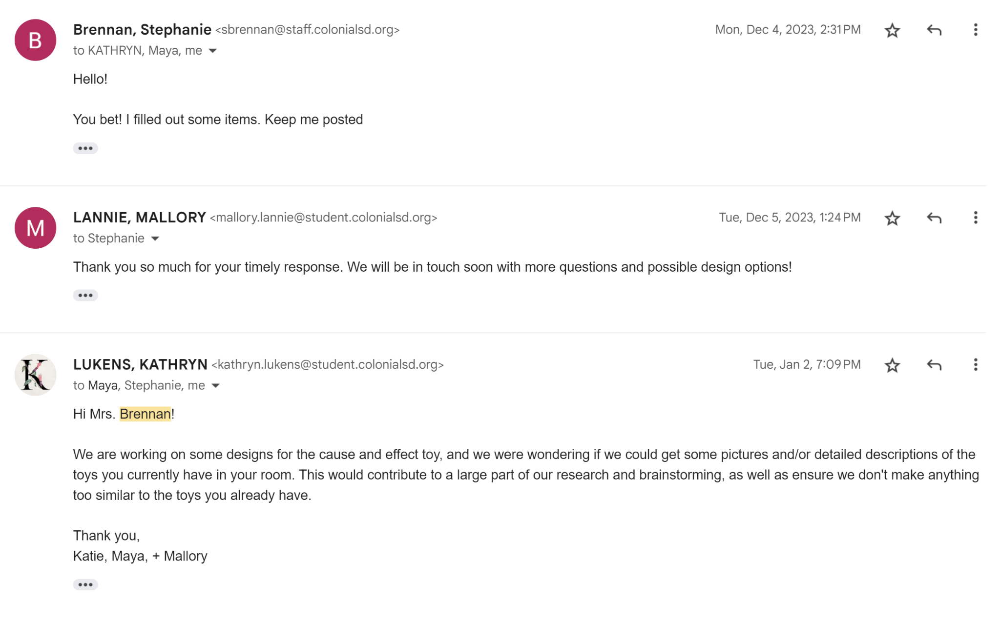 B
Brennan, Stephanie <sbrennan@staff.colonialsd.org>
Mon, Dec 4, 2023, 2:31 PM
to KATHRYN, Maya, me
Hello!
You bet! I filled out some items. Keep me posted
M
LANNIE, MALLORY <mallory.lannie@student.colonialsd.org>
Tue, Dec 5, 2023, 1:24 PM
to Stephanie
Thank you so much for your timely response. We will be in touch soon with more questions and possible design options!
K
LUKENS, KATHRYN <kathryn.lukens@student.colonialsd.org>
Tue, Jan 2, 7:09 PM
to Maya, Stephanie, me
Hi Mrs. Brennan!
We are working on some designs for the cause and effect toy, and we were wondering if we could get some pictures and/or detailed descriptions of the
toys you currently have in your room. This would contribute to a large part of our research and brainstorming, as well as ensure we don't make anything
too similar to the toys you already have.
Thank you,
Katie, Maya, + Mallory